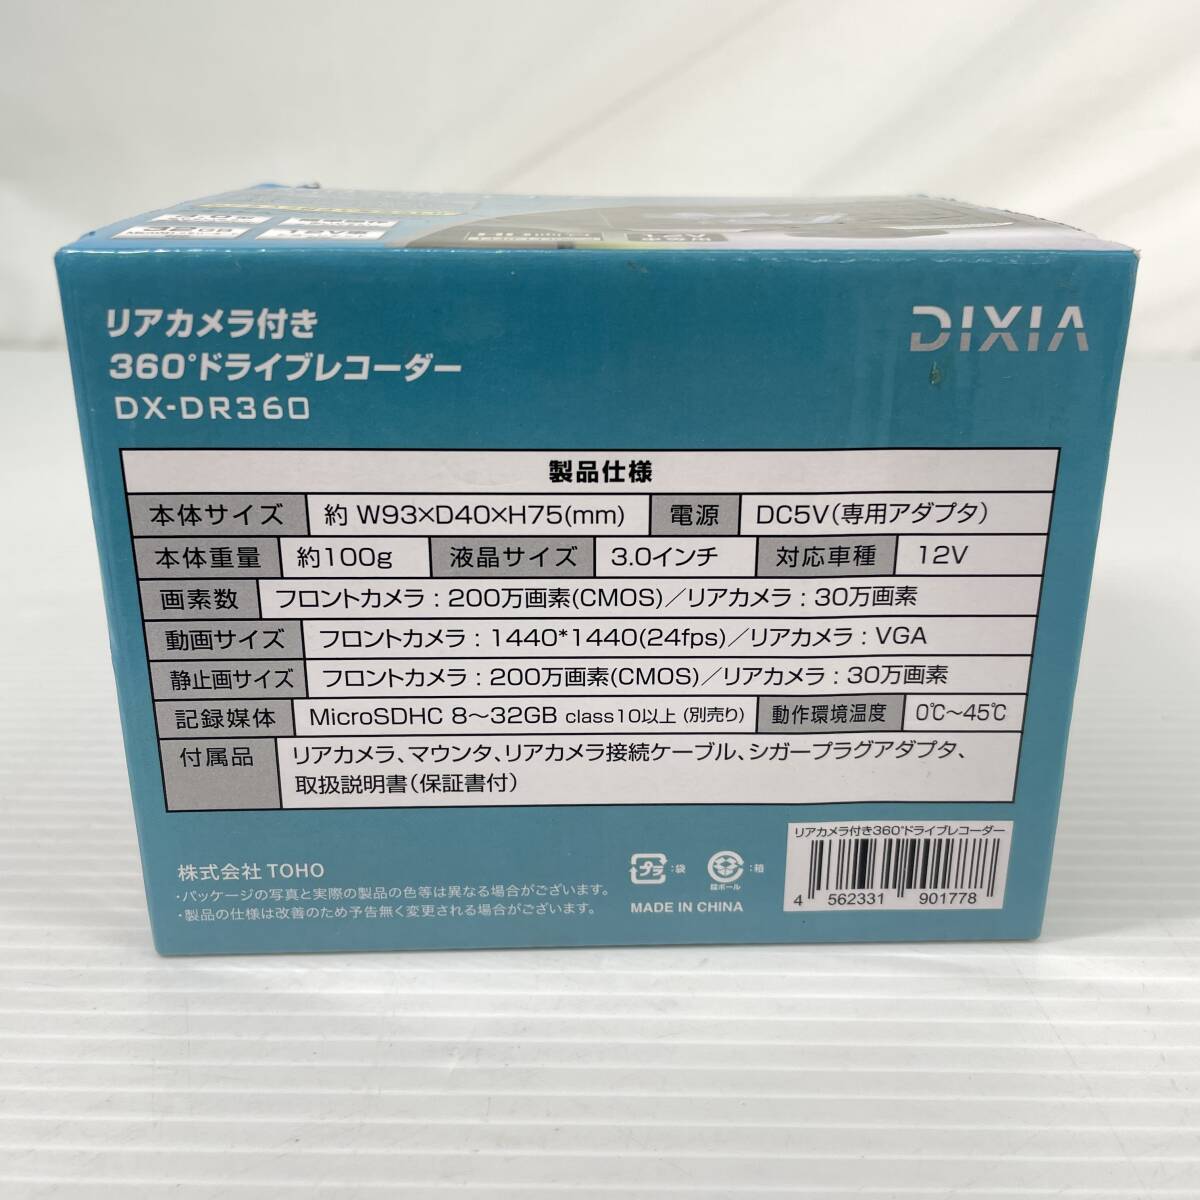 32GB
リアカメラ付き
360°ドライブレコーダー
DX-DR360
DIXIA
製品仕様
本体サイズ 約 W93×D40×H75(mm) 電源 DC5V(専用アダプタ)
本体重量 約100g 液晶サイズ 3.0インチ 対応車種 12V
画素数 フロントカメラ : 200万画素(CMOS)／リアカメラ : 30万画素
動画サイズ フロントカメラ : 1440*1440(24fps)／リアカメラ : VGA
静止画サイズ フロントカメラ : 200万画素(CMOS)／リアカメラ : 30万画素
記録媒体 MicroSDHC 8～32GB class10以上 (別売り) 動作環境温度 0℃～45℃
付属品 リアカメラ、マウンタ、リアカメラ接続ケーブル、シガープラグアダプタ、
取扱説明書(保証書付)
株式会社 TOHO
・パッケージの写真と実際の製品の色等は異なる場合がございます。
・製品の仕様は改善のため予告無く変更される場合がございます。
プラ : 袋
段ボール : 箱
MADE IN CHINA
リアカメラ付き360°ドライブレコーダー
4 562331 901778